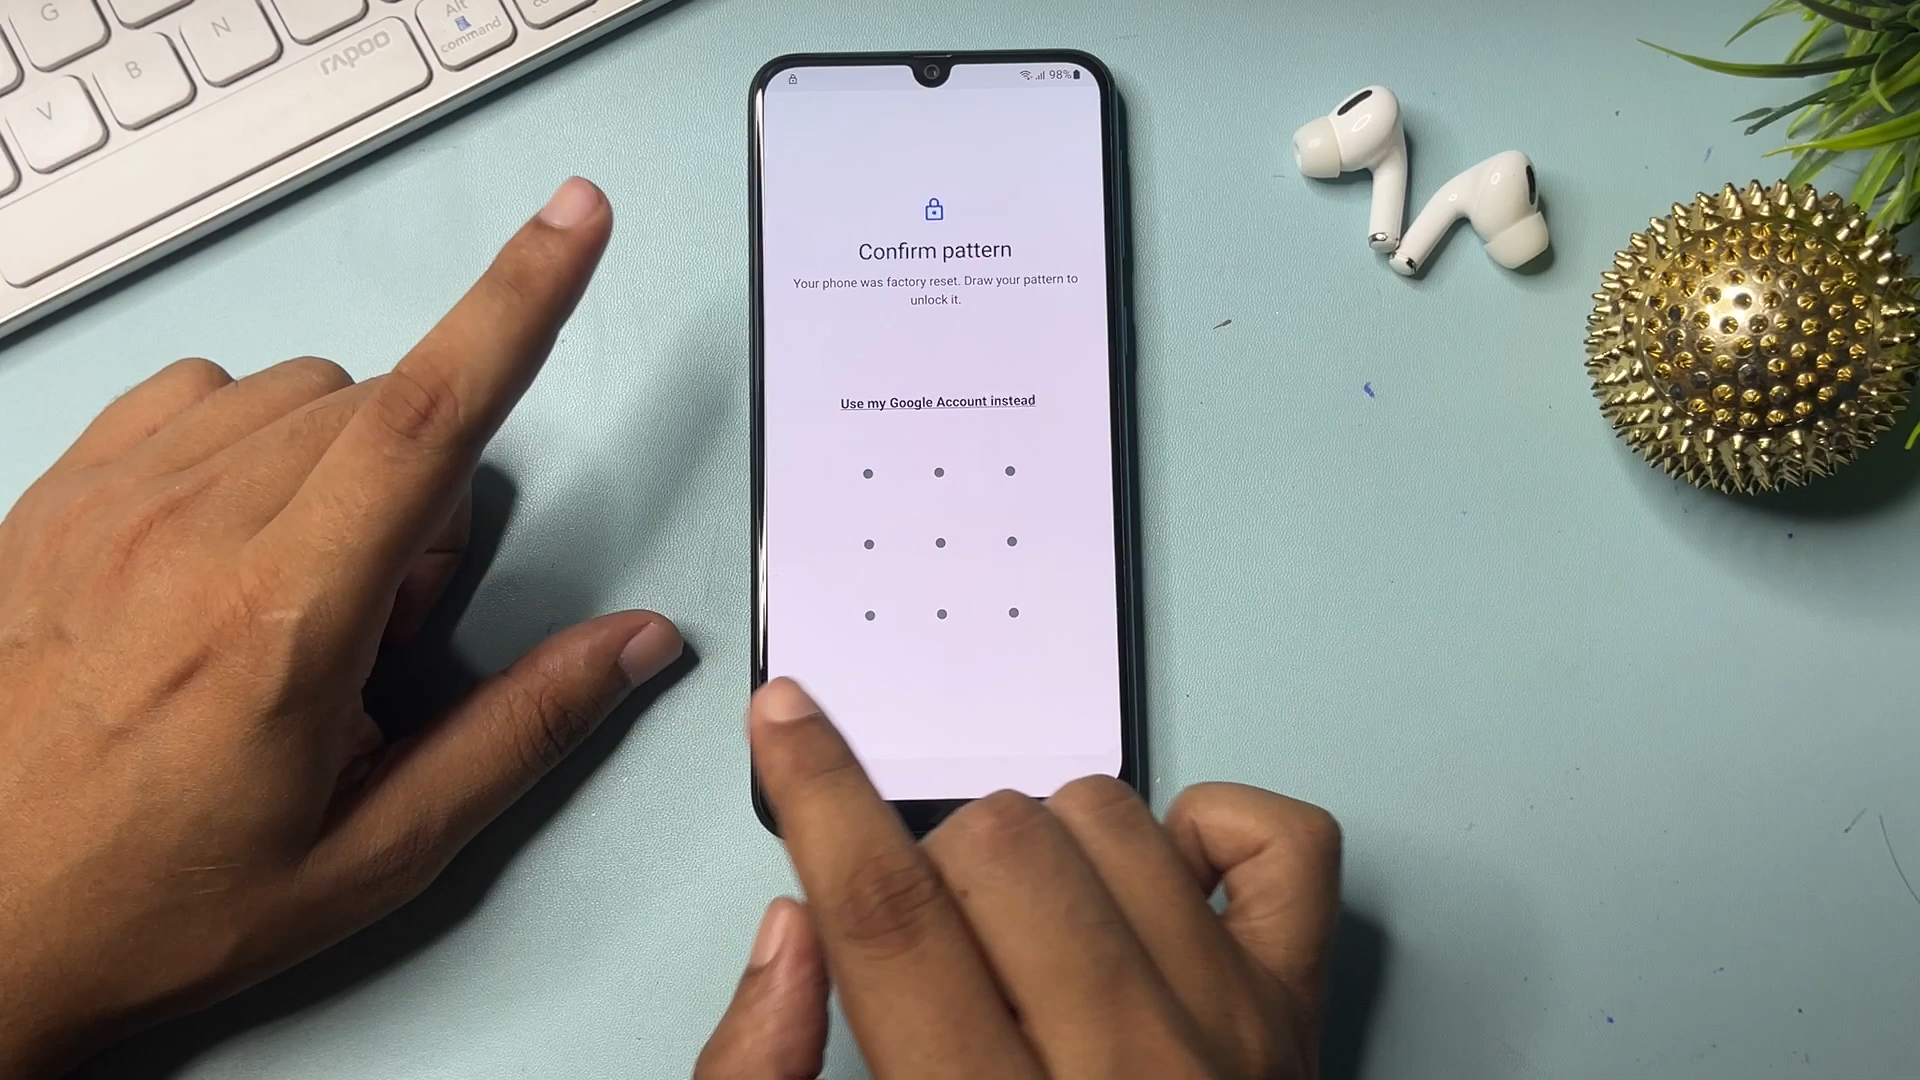 G
N
Alt
command
B
V
rapoo
98%
Confirm pattern
Your phone was factory reset. Draw your pattern to
unlock it.
Use my Google Account instead